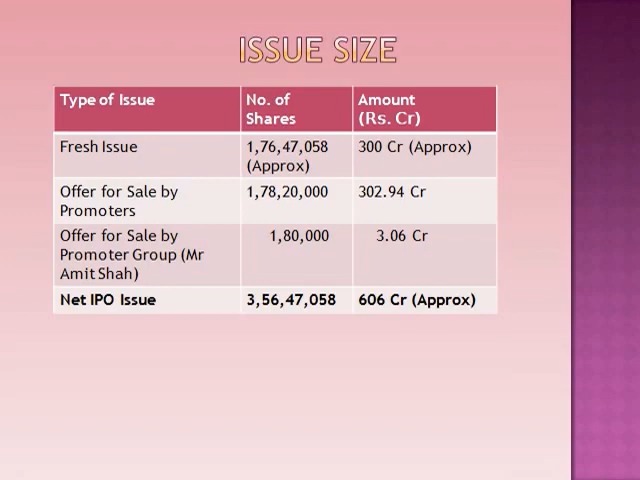 ISSUE SIZE
Type of Issue No. of Shares Amount (Rs. Cr)
Fresh Issue 1,76,47,058 (Approx) 300 Cr (Approx)
Offer for Sale by Promoters 1,78,20,000 302.94 Cr
Offer for Sale by Promoter Group (Mr Amit Shah) 1,80,000 3.06 Cr
Net IPO Issue 3,56,47,058 606 Cr (Approx)